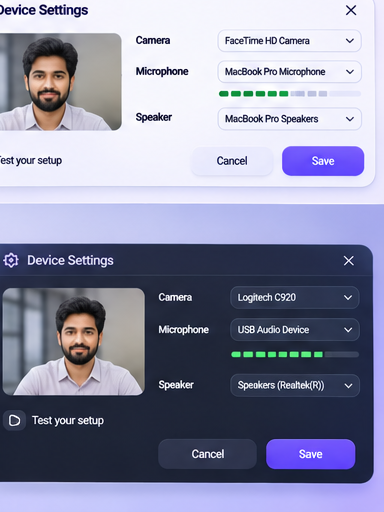 Device Settings
Camera
FaceTime HD Camera
Microphone
MacBook Pro Microphone
Speaker
MacBook Pro Speakers
Test your setup
Cancel
Save
Device Settings
Camera
Logitech C920
Microphone
USB Audio Device
Speaker
Speakers (Realtek(R))
Test your setup
Cancel
Save